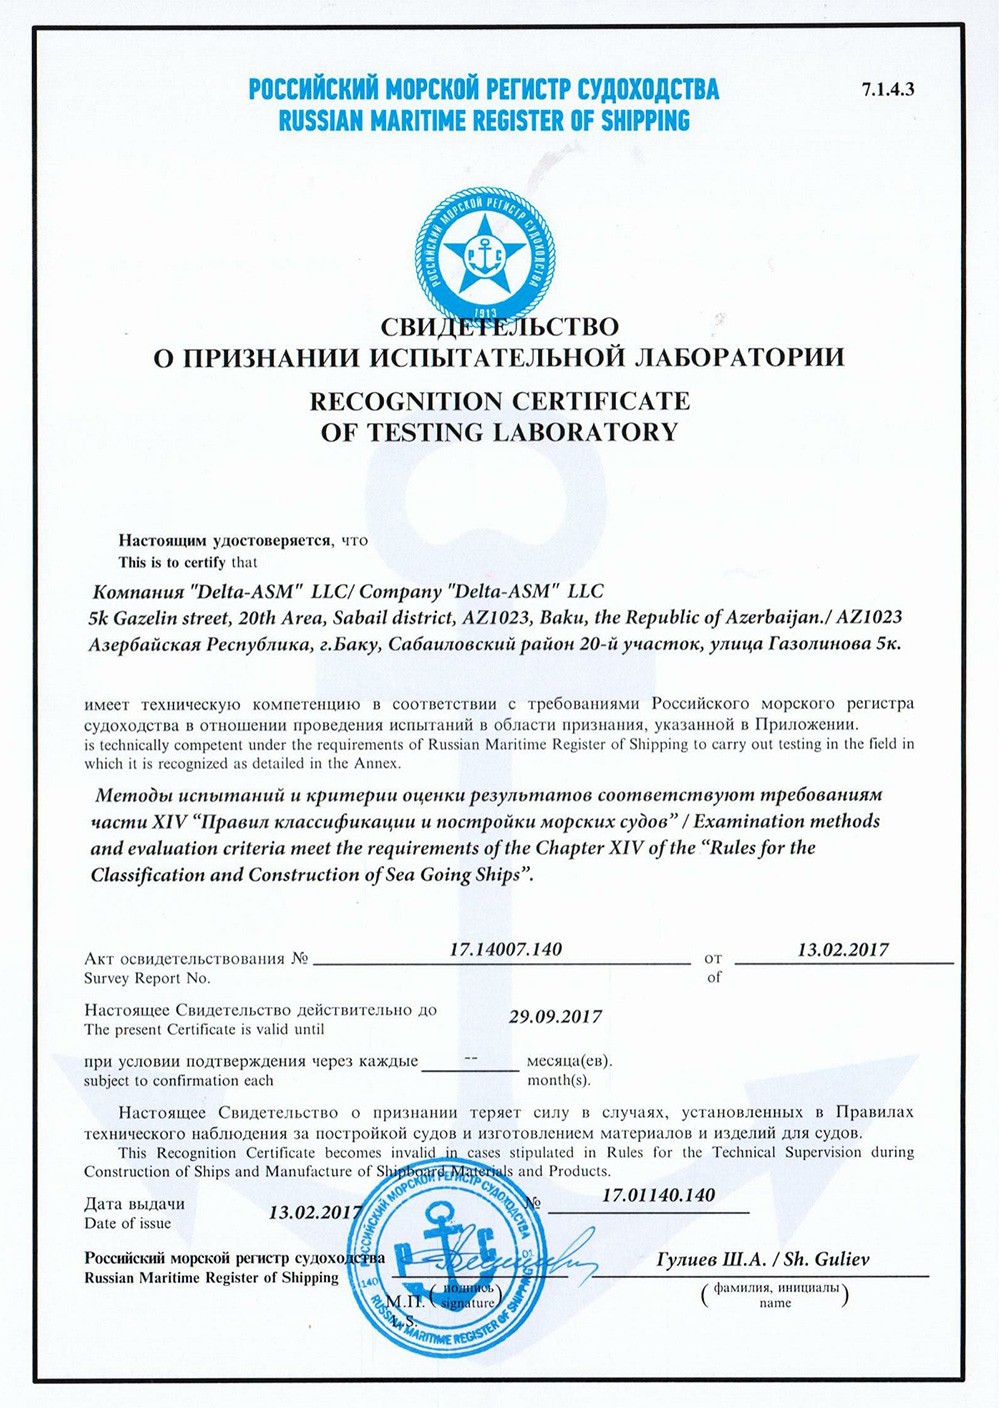 РОССИЙСКИЙ МОРСКОЙ РЕГИСТР СУДОХОДСТВА
7.1.4.3
RUSSIAN MARITIME REGISTER OF SHIPPING
РОССИЙСКИЙ МОРСКОЙ РЕГИСТР СУДОХОДСТВА
Р С
1913
СВИДЕТЕЛЬСТВО
О ПРИЗНАНИИ ИСПЫТАТЕЛЬНОЙ ЛАБОРАТОРИИ
RECOGNITION CERTIFICATE
OF TESTING LABORATORY
Настоящим удостоверяется, что
This is to certify that
Компания "Delta-ASM" LLC/ Company "Delta-ASM" LLC
5k Gazelin street, 20th Area, Sabail district, AZ1023, Baku, the Republic of Azerbaijan./ AZ1023
Азербайская Республика, г.Баку, Сабаиловский район 20-й участок, улица Газолинова 5к.
имеет техническую компетенцию в соответствии с требованиями Российского морского регистра
судоходства в отношении проведения испытаний в области признания, указанной в Приложении.
is technically competent under the requirements of Russian Maritime Register of Shipping to carry out testing in the field in
which it is recognized as detailed in the Annex.
Методы испытаний и критерии оценки результатов соответствуют требованиям
части XIV “Правил классификации и постройки морских судов” / Examination methods
and evaluation criteria meet the requirements of the Chapter XIV of the “Rules for the
Classification and Construction of Sea Going Ships”.
Акт освидетельствования № 17.14007.140 от 13.02.2017
Survey Report No. of
Настоящее Свидетельство действительно до 29.09.2017
The present Certificate is valid until
при условии подтверждения через каждые -- месяца(ев).
subject to confirmation each month(s).
Настоящее Свидетельство о признании теряет силу в случаях, установленных в Правилах
технического наблюдения за постройкой судов и изготовлением материалов и изделий для судов.
This Recognition Certificate becomes invalid in cases stipulated in Rules for the Technical Supervision during
Construction of Ships and Manufacture of Shipboard Materials and Products.
Дата выдачи 13.02.2017 № 17.01140.140
Date of issue
Российский морской регистр судоходства Гулиев Ш.А. / Sh. Guliev
Russian Maritime Register of Shipping
М.П. (подпись) (фамилия, инициалы)
L.S. signature name
РОССИЙСКИЙ МОРСКОЙ РЕГИСТР СУДОХОДСТВА
Р С
140
RUSSIAN MARITIME REGISTER OF SHIPPING